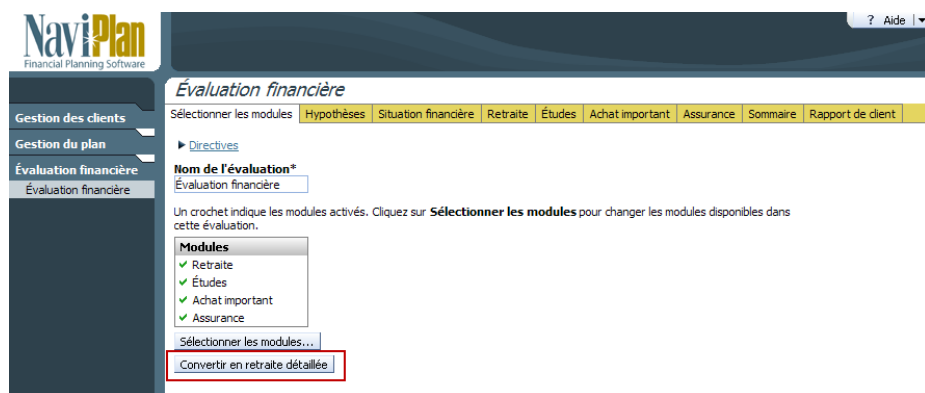 NaviPlan
Financial Planning Software
? Aide
Évaluation financière
Gestion des clients
Gestion du plan
Évaluation financière
Évaluation financière
Sélectionner les modules Hypothèses Situation financière Retraite Études Achat important Assurance Sommaire Rapport de client
Directives
Nom de l'évaluation*
Évaluation financière
Un crochet indique les modules activés. Cliquez sur Sélectionner les modules pour changer les modules disponibles dans
cette évaluation.
Modules
Retraite
Études
Achat important
Assurance
Sélectionner les modules...
Convertir en retraite détaillée